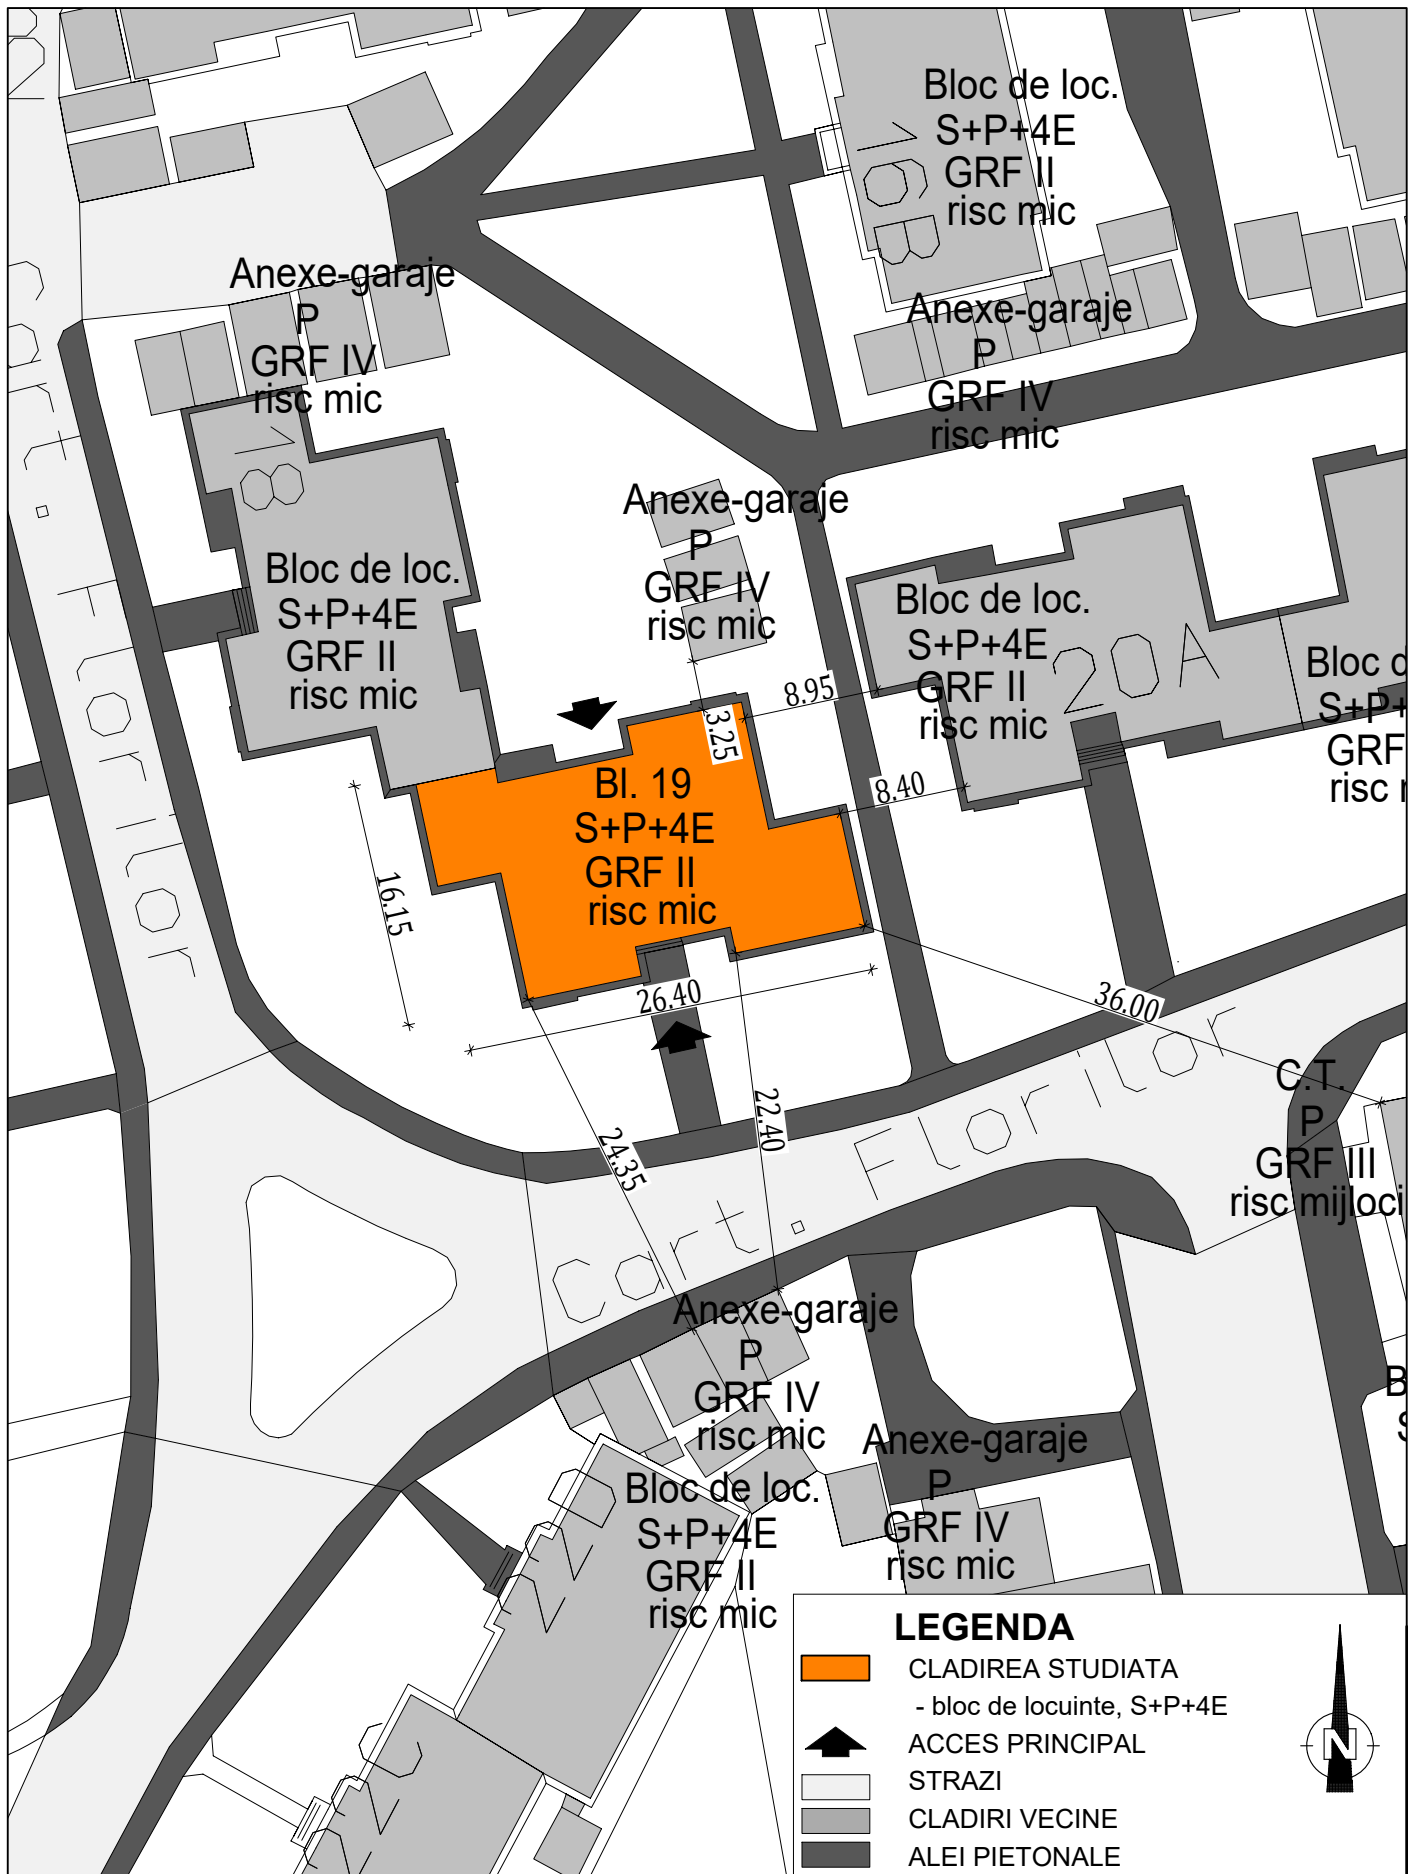 Bloc de loc.
S+P+4E
GRF II
risc mic
B
16
Anexe-garaje
P
GRF IV
risc mic
Anexe-garaje
P
GRF IV
risc mic
18
Anexe-garaje
P
GRF IV
risc mic
Bloc de loc.
S+P+4E
GRF II
risc mic
Bloc de loc.
S+P+4E
GRF II
risc mic
20A
S+P+
GRF
8.95
3.25
8.40
Bl. 19
S+P+4E
GRF II
risc mic
16.15
26.40
36.00
24.35
22.40
Cart. Florilor
Cart. Florilor
C.T.
P
GRF III
Anexe-garaje
P
GRF IV
risc mic
Anexe-garaje
P
GRF IV
risc mic
Bloc de loc.
S+P+4E
GRF II
risc mic
LEGENDA
CLADIREA STUDIATA
- bloc de locuinte, S+P+4E
ACCES PRINCIPAL
STRAZI
CLADIRI VECINE
ALEI PIETONALE
N